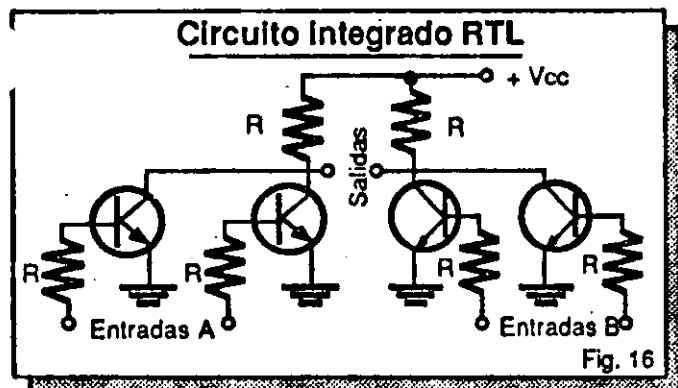 Circuito Integrado RTL
+ Vcc
R
R
Salidas
R
R
R
R
Entradas A
Entradas B
Fig. 16